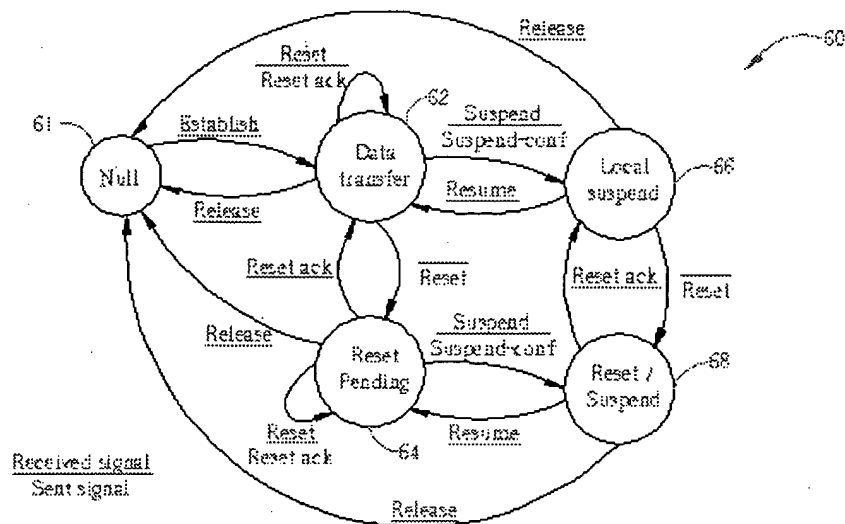 Release
60
Reset
Reset ack
62
61
Establish
Suspend
Suspend-conf
Null
Data
transfer
Local
suspend
66
Resume
Release
Reset ack
Reset
Reset ack
Reset
Release
Suspend
Suspend-conf
Reset
Pending
Reset /
Suspend
68
Resume
Reset
Reset ack
64
Received signal
Sent signal
Release